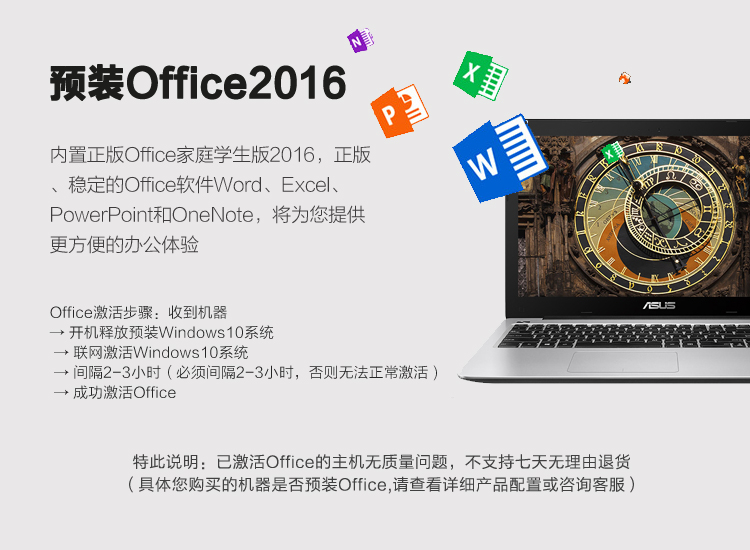 预装Office2016
内置正版Office家庭学生版2016，正版
、稳定的Office软件Word、Excel、
PowerPoint和OneNote，将为您提供
更方便的办公体验
Office激活步骤：收到机器
→ 开机释放预装Windows10系统
→ 联网激活Windows10系统
→ 间隔2-3小时（必须间隔2-3小时，否则无法正常激活）
→ 成功激活Office
特此说明：已激活Office的主机无质量问题，不支持七天无理由退货
（具体您购买的机器是否预装Office,请查看详细产品配置或咨询客服）
N
X
P
W
X
ASUS